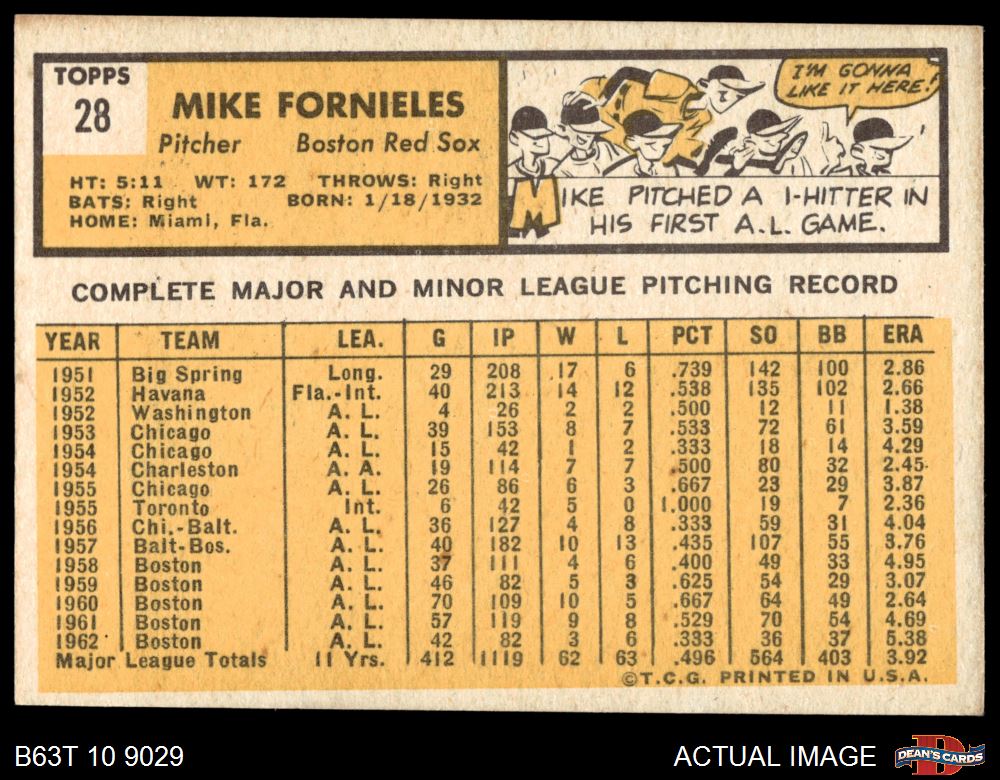 TOPPS
28
MIKE FORNIELES
Pitcher Boston Red Sox
HT: 5:11 WT: 172 THROWS: Right
BATS: Right BORN: 1/18/1932
HOME: Miami, Fla.
I'M GONNA
LIKE IT HERE!
MIKE PITCHED A 1-HITTER IN
HIS FIRST A.L. GAME.
COMPLETE MAJOR AND MINOR LEAGUE PITCHING RECORD
YEAR TEAM LEA. G IP W L PCT SO BB ERA
1951 Big Spring Long. 29 208 17 6 .739 142 100 2.86
1952 Havana Fla.-Int. 40 213 14 12 .538 135 102 2.66
1952 Washington A. L. 4 26 2 2 .500 12 11 1.38
1953 Chicago A. L. 39 153 8 7 .533 72 61 3.59
1954 Chicago A. L. 15 42 1 2 .333 18 14 4.29
1954 Charleston A. A. 19 114 7 7 .500 80 32 2.45
1955 Chicago A. L. 26 86 6 3 .667 23 29 3.87
1955 Toronto Int. 6 42 5 0 1.000 19 7 2.36
1956 Chi.-Balt. A. L. 36 127 4 8 .333 59 31 4.04
1957 Balt-Bos. A. L. 40 182 10 13 .435 107 55 3.76
1958 Boston A. L. 37 111 4 6 .400 49 33 4.95
1959 Boston A. L. 46 82 5 3 .625 54 29 3.07
1960 Boston A. L. 70 109 10 5 .667 64 49 2.64
1961 Boston A. L. 57 119 9 8 .529 70 54 4.69
1962 Boston A. L. 42 82 3 6 .333 36 37 5.38
Major League Totals 11 Yrs. 412 1119 62 63 .496 564 403 3.92
©T.C.G. PRINTED IN U.S.A.
B63T 10 9029 ACTUAL IMAGE DEAN'S CARDS